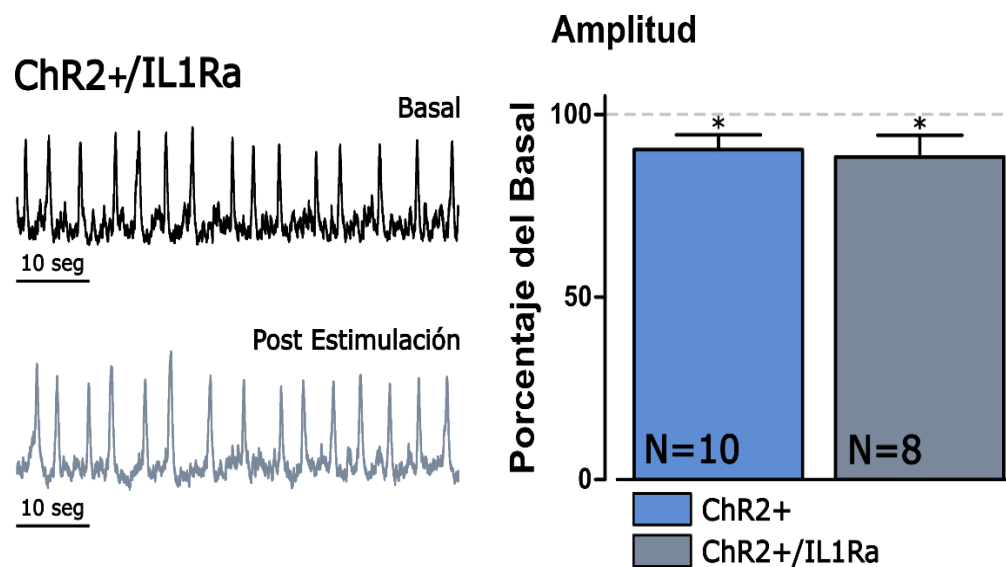 ChR2+/IL1Ra
Basal
10 seg
Post Estimulación
10 seg
Amplitud
Porcentaje del Basal
100
50
0
* *
N=10 N=8
ChR2+
ChR2+/IL1Ra